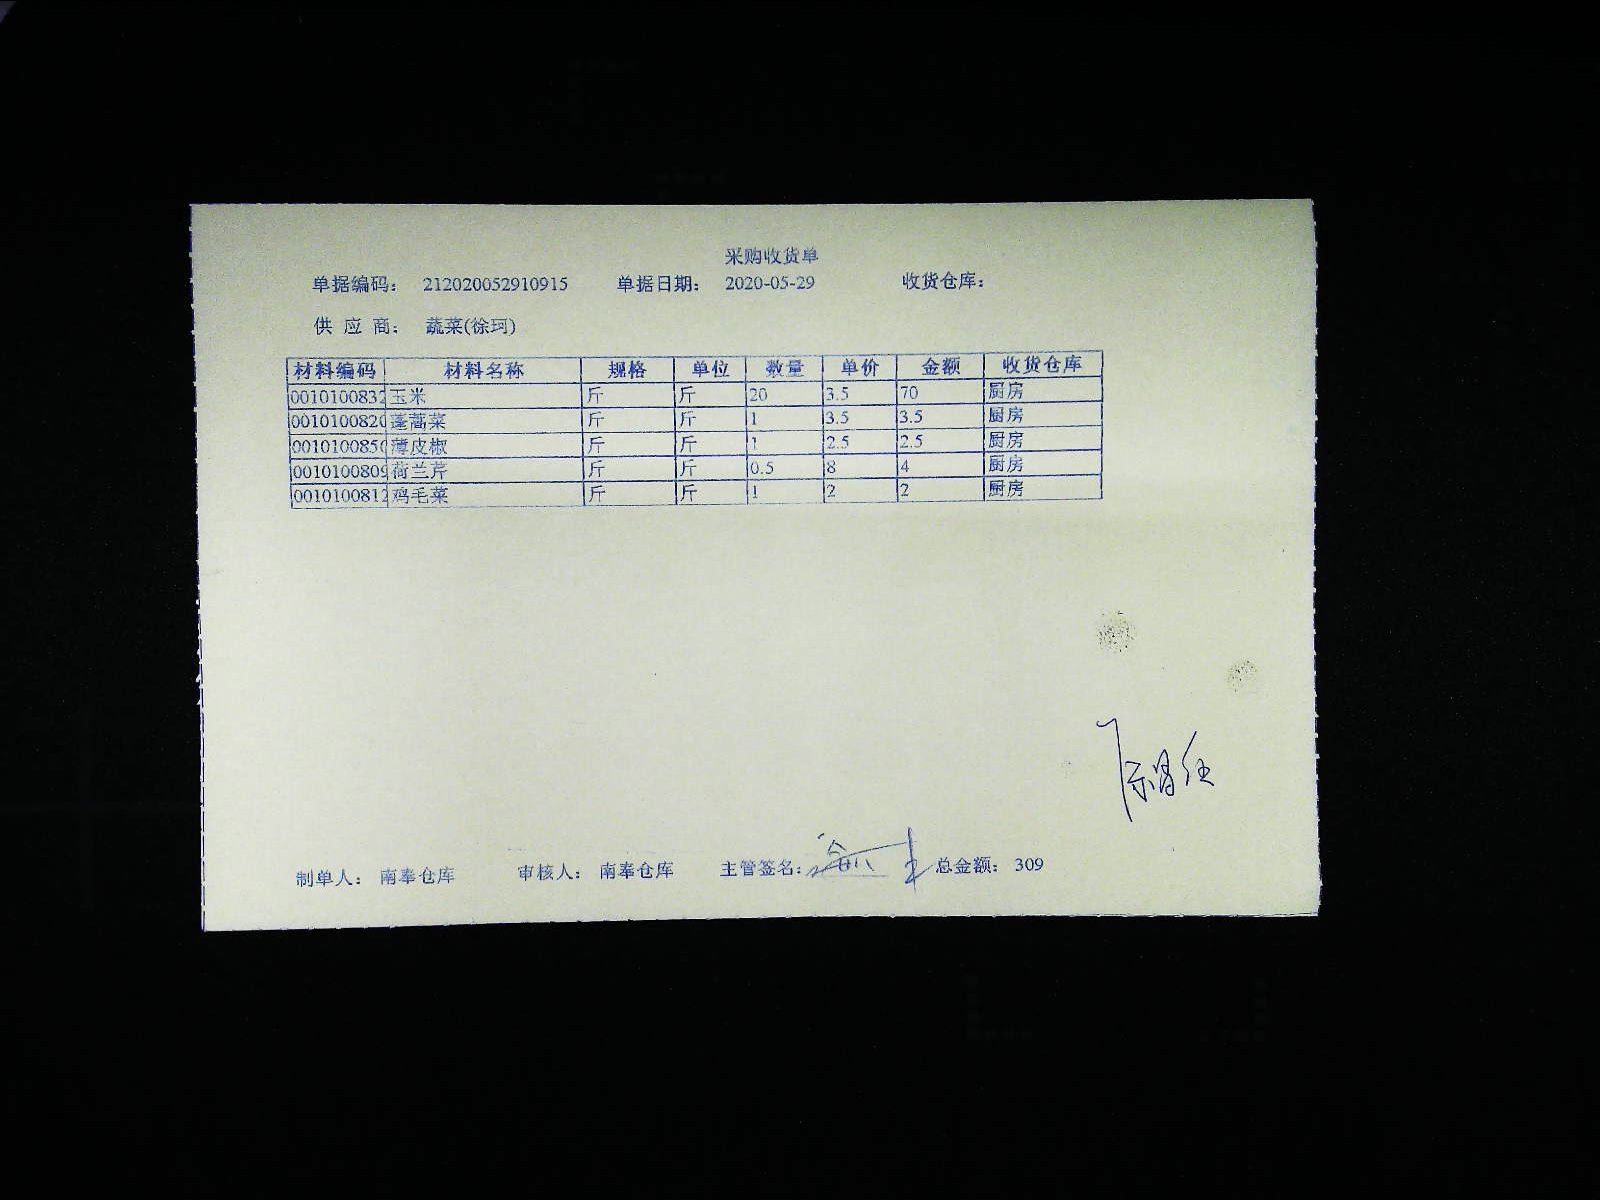 采购收货单
单据编码: 212020052910915 单据日期: 2020-05-29 收货仓库:
供 应 商: 蔬菜(徐珂)
材料编码 材料名称 规格 单位 数量 单价 金额 收货仓库
0010100832 玉米 斤 斤 20 3.5 70 厨房
0010100820 蓬蒿菜 斤 斤 1 3.5 3.5 厨房
0010100850 薄皮椒 斤 斤 1 2.5 2.5 厨房
0010100809 荷兰芹 斤 斤 0.5 8 4 厨房
0010100812 鸡毛菜 斤 斤 1 2 2 厨房
制单人: 南奉仓库 审核人: 南奉仓库 主管签名: 总金额: 309